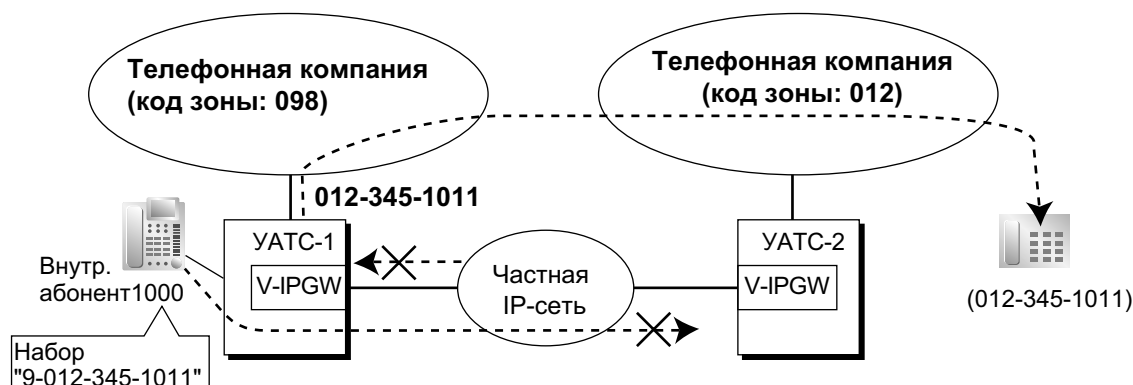 Телефонная компания
(код зоны: 098)
Телефонная компания
(код зоны: 012)
012-345-1011
УАТС-1
V-IPGW
Внутр.
абонент1000
Набор
"9-012-345-1011"
Частная
IP-сеть
УАТС-2
V-IPGW
(012-345-1011)